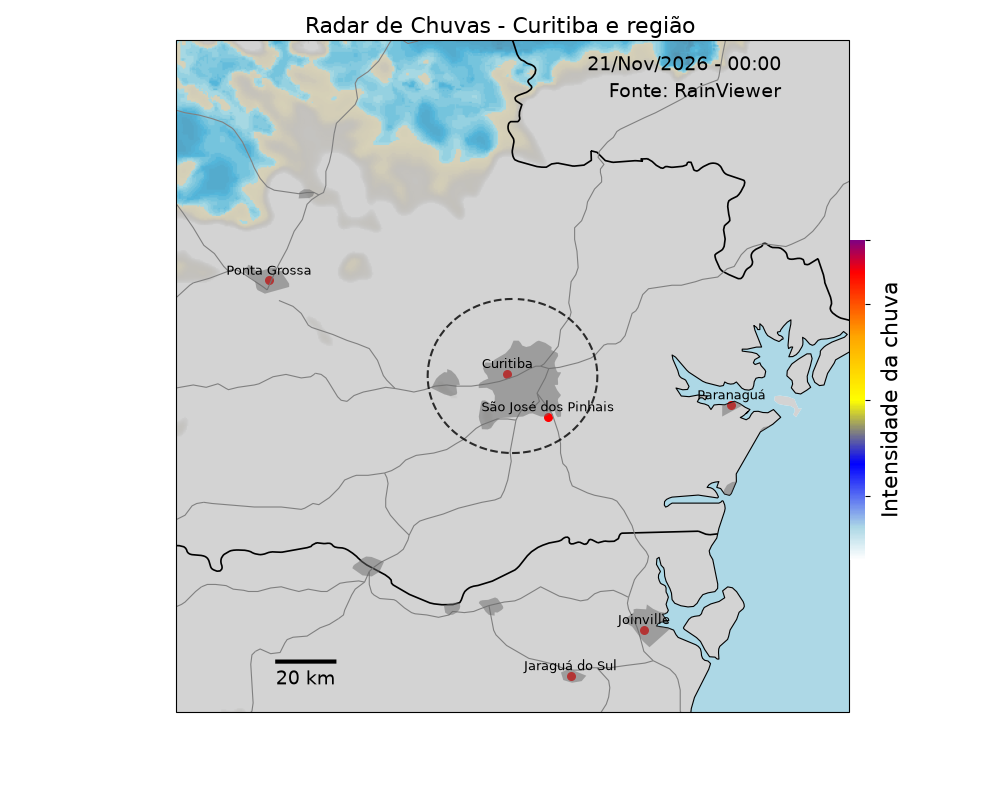 Radar de Chuvas - Curitiba e região
21/Nov/2026 - 00:00
Fonte: RainViewer
Ponta Grossa
Curitiba
São José dos Pinhais
Paranaguá
Intensidade da chuva
Joinville
Jaraguá do Sul
20 km